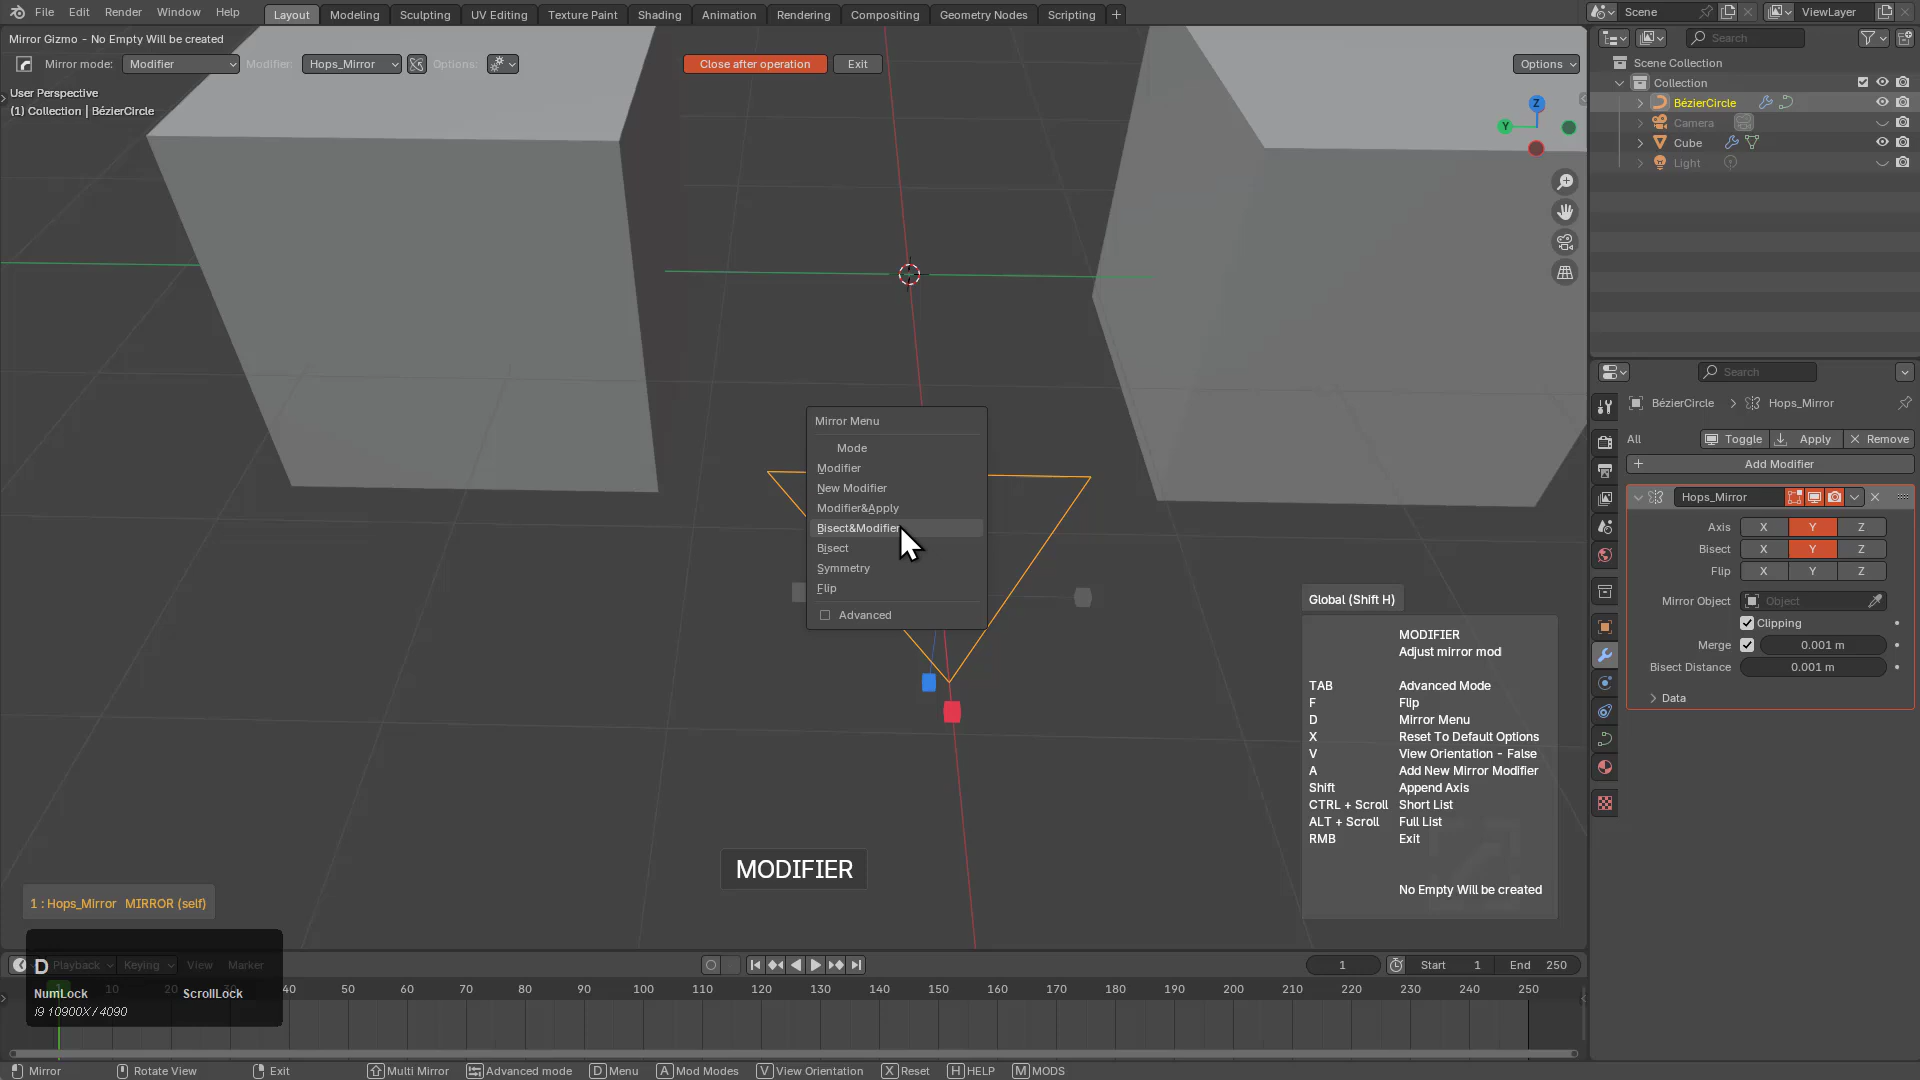 File Edit Render Window Help Layout Modeling Sculpting UV Editing Texture Paint Shading Animation Rendering Compositing Geometry Nodes Scripting + Scene ViewLayer
Mirror Gizmo - No Empty Will be created
Mirror mode: Modifier Modifier: Hops_Mirror Options: Close after operation Exit Options
User Perspective
(1) Collection | BézierCircle
Z
Y
Search
Scene Collection
Collection
BézierCircle
Camera
Cube
Light
Search
BézierCircle > Hops_Mirror
All Toggle Apply Remove
+ Add Modifier
Hops_Mirror
Axis X Y Z
Bisect X Y Z
Flip X Y Z
Mirror Object Object
Clipping
Merge 0.001 m
Bisect Distance 0.001 m
Data
Mirror Menu
Mode
Modifier
New Modifier
Modifier&Apply
Bisect&Modifier
Bisect
Symmetry
Flip
Advanced
Global (Shift H)
MODIFIER
Adjust mirror mod
TAB Advanced Mode
F Flip
D Mirror Menu
X Reset To Default Options
V View Orientation - False
A Add New Mirror Modifier
Shift Append Axis
CTRL + Scroll Short List
ALT + Scroll Full List
RMB Exit
No Empty Will be created
MODIFIER
1 : Hops_Mirror MIRROR (self)
D
NumLock ScrollLock
i9 10900X / 4090
Playback Keying View Marker 1 Start 1 End 250
1 10 20 30 40 50 60 70 80 90 100 110 120 130 140 150 160 170 180 190 200 210 220 230 240 250
Mirror Rotate View Exit Multi Mirror Advanced mode D Menu A Mod Modes V View Orientation X Reset H HELP M MODS